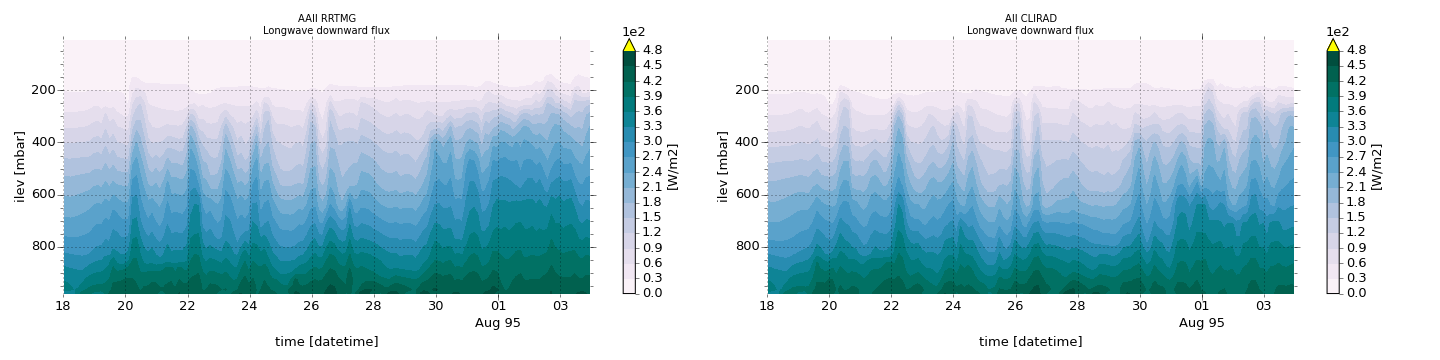 AAll RRTMG
Longwave downward flux
1e2
4.8
4.5
4.2
3.9
3.6
3.3
3.0
2.7
2.4
2.1
1.8
1.5
1.2
0.9
0.6
0.3
0.0
[W/m2]
200
400
600
800
ilev [mbar]
18 20 22 24 26 28 30 01 03
Aug 95
time [datetime]
All CLIRAD
Longwave downward flux
1e2
4.8
4.5
4.2
3.9
3.6
3.3
3.0
2.7
2.4
2.1
1.8
1.5
1.2
0.9
0.6
0.3
0.0
[W/m2]
200
400
600
800
ilev [mbar]
18 20 22 24 26 28 30 01 03
Aug 95
time [datetime]